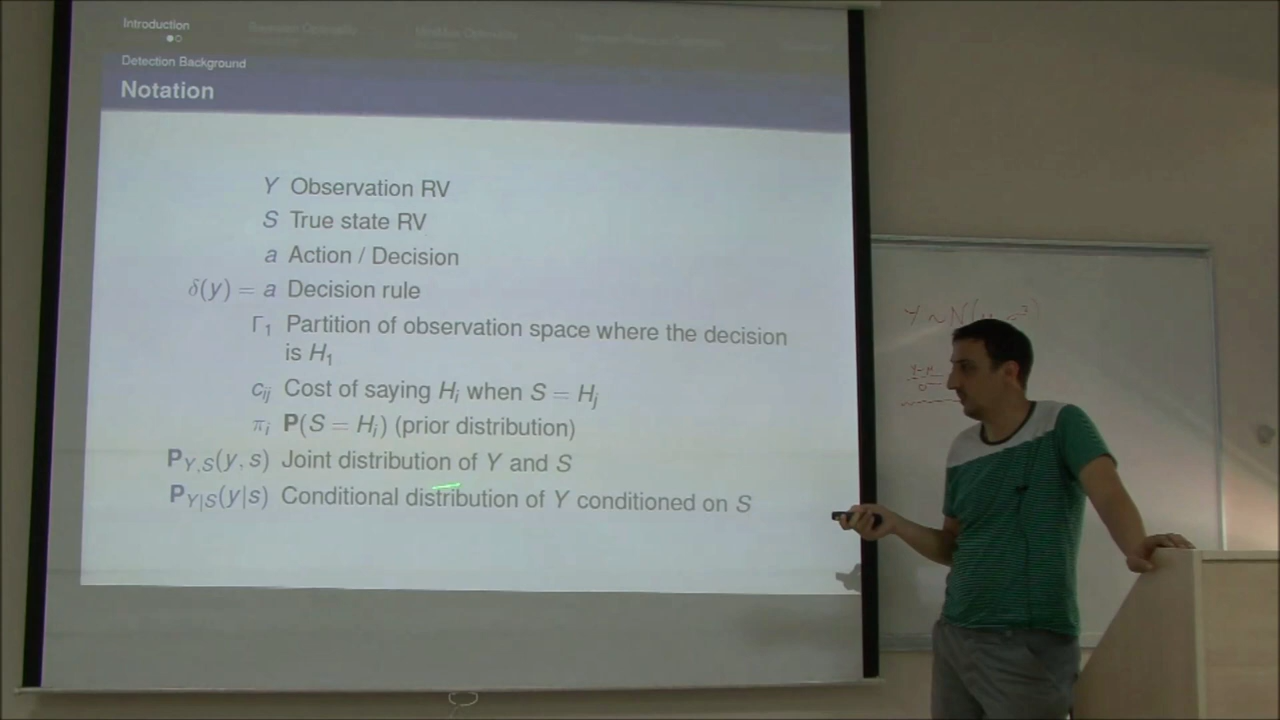 Introduction
Detection Background
Notation
Y Observation RV
S True state RV
a Action / Decision
δ(y) = a Decision rule
Γ₁ Partition of observation space where the decision
is H₁
cᵢⱼ Cost of saying Hᵢ when S = Hⱼ
πᵢ P(S = Hᵢ) (prior distribution)
P_{Y,S}(y, s) Joint distribution of Y and S
P_{Y|S}(y|s) Conditional distribution of Y conditioned on S
Y ~ N(